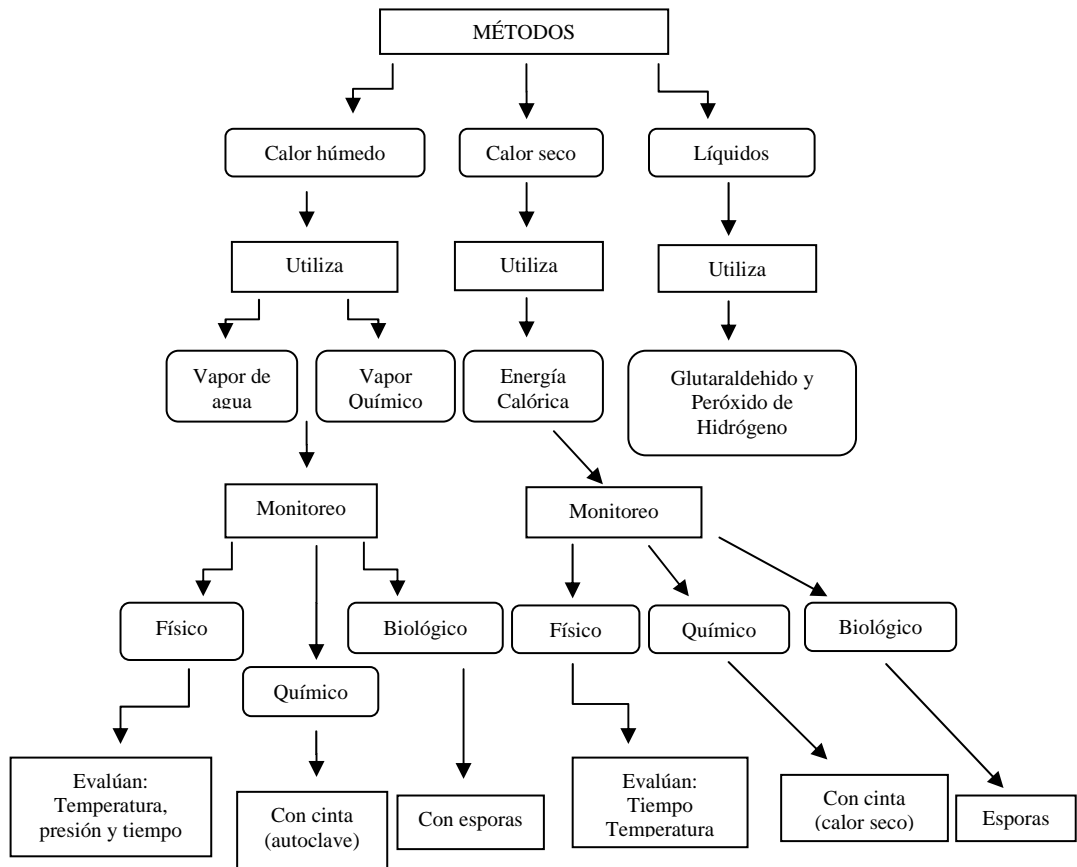 MÉTODOS
Calor húmedo
Calor seco
Líquidos
Utiliza
Utiliza
Utiliza
Vapor de
agua
Vapor
Químico
Energía
Calórica
Glutaraldehido y
Peróxido de
Hidrógeno
Monitoreo
Monitoreo
Físico
Biológico
Físico
Químico
Biológico
Químico
Evalúan:
Temperatura,
presión y tiempo
Con cinta
(autoclave)
Con esporas
Evalúan:
Tiempo
Temperatura
Con cinta
(calor seco)
Esporas